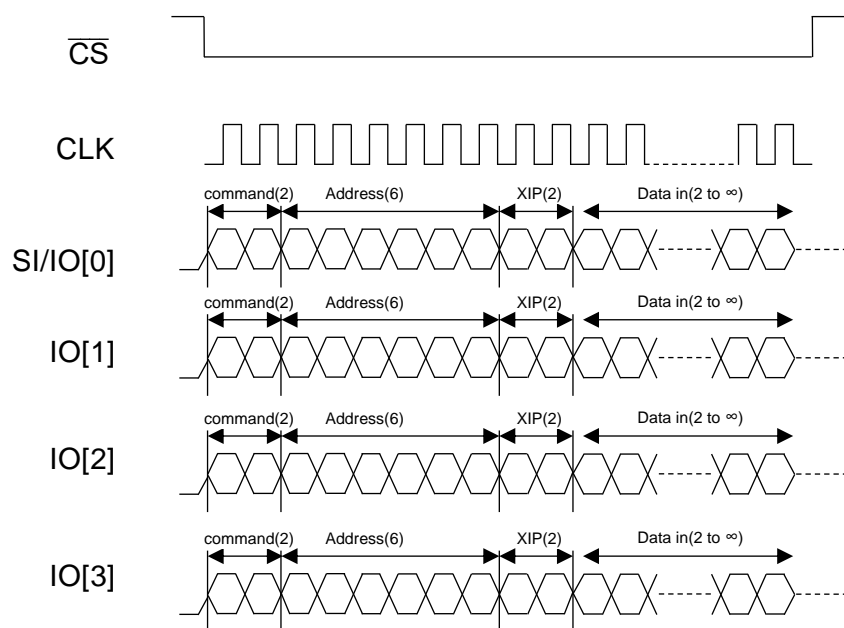 CS
CLK
command(2) Address(6) XIP(2) Data in(2 to ∞)
SI/IO[0]
command(2) Address(6) XIP(2) Data in(2 to ∞)
IO[1]
command(2) Address(6) XIP(2) Data in(2 to ∞)
IO[2]
command(2) Address(6) XIP(2) Data in(2 to ∞)
IO[3]